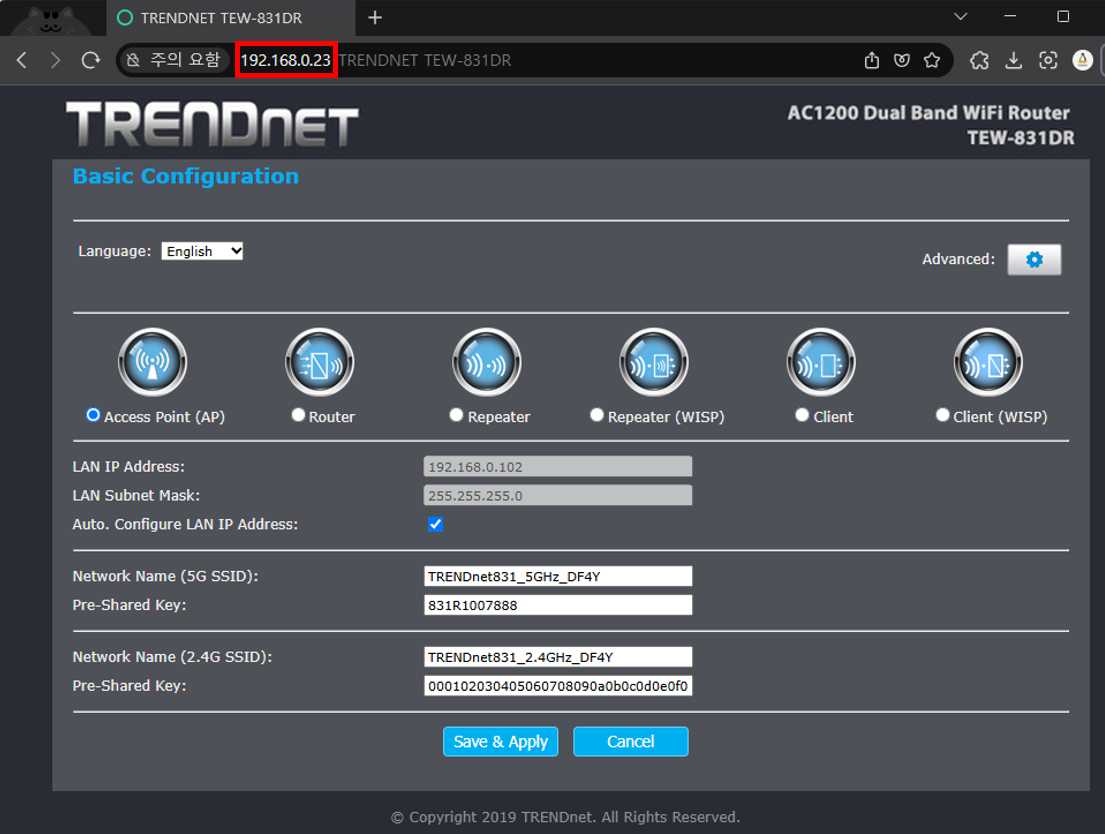 TRENDNET TEW-831DR
주의 요함 192.168.0.23 TRENDNET TEW-831DR
TRENDNET
AC1200 Dual Band WiFi Router
TEW-831DR
Basic Configuration
Language: English
Advanced:
Access Point (AP) Router Repeater Repeater (WISP) Client Client (WISP)
LAN IP Address: 192.168.0.102
LAN Subnet Mask: 255.255.255.0
Auto. Configure LAN IP Address:
Network Name (5G SSID): TRENDnet831_5GHz_DF4Y
Pre-Shared Key: 831R1007888
Network Name (2.4G SSID): TRENDnet831_2.4GHz_DF4Y
Pre-Shared Key: 000102030405060708090a0b0c0d0e0f0
Save & Apply Cancel
© Copyright 2019 TRENDnet. All Rights Reserved.